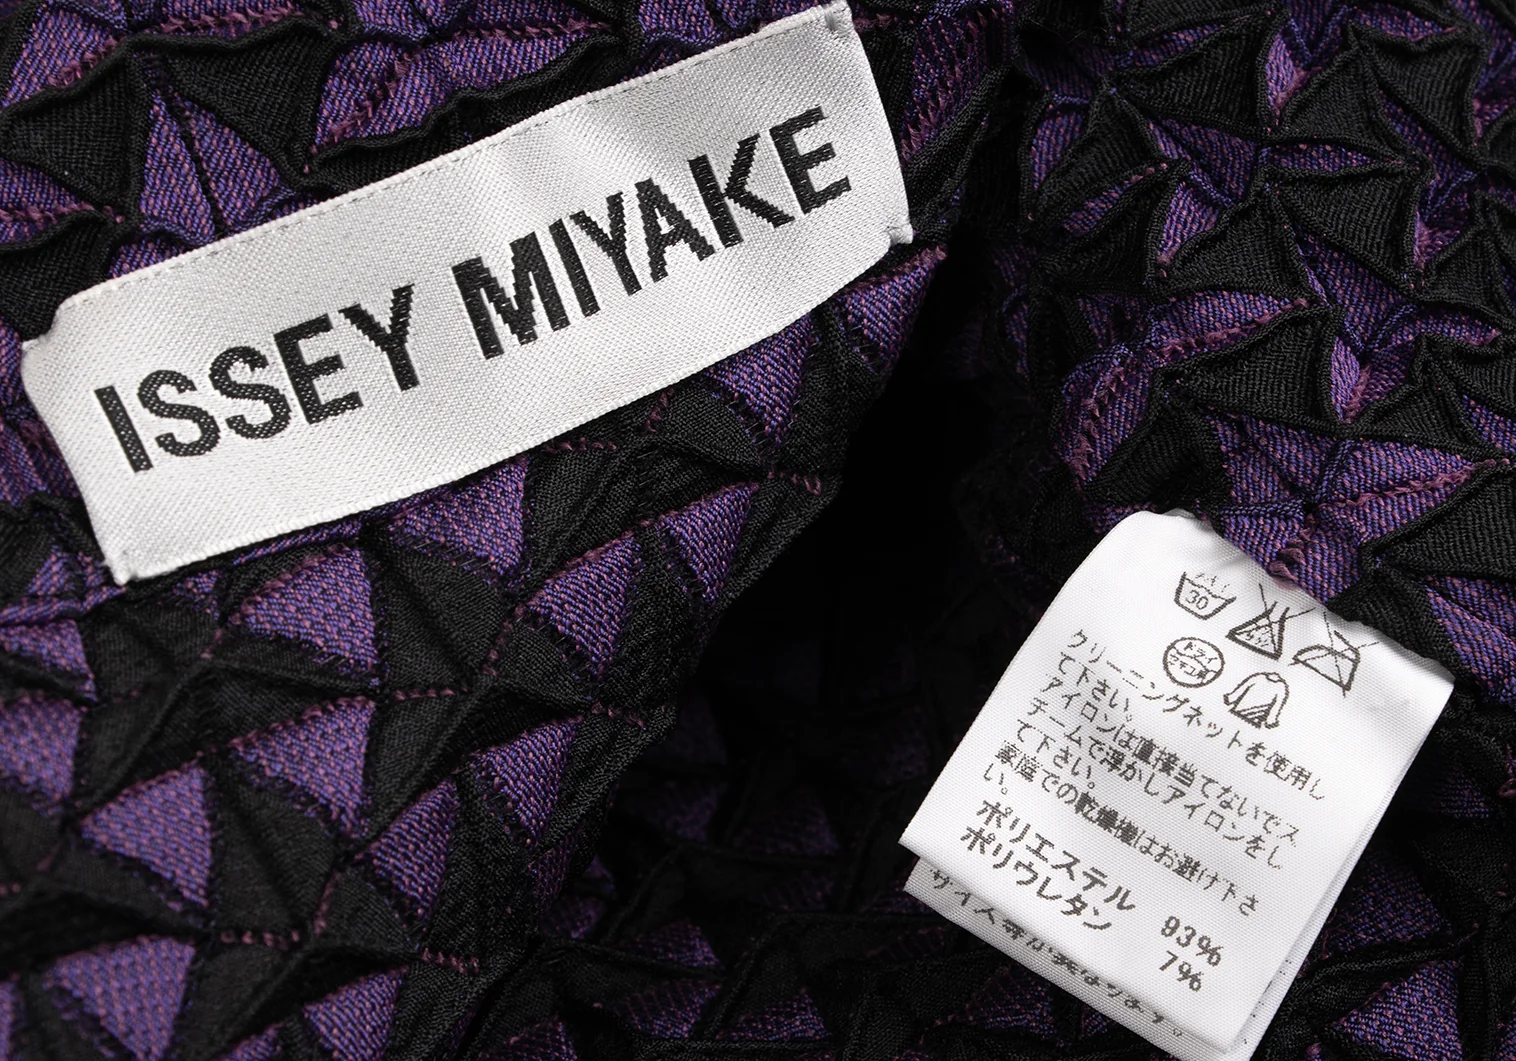 ISSEY MIYAKE
30
ドライ
クリーニングネットを使用し
て下さい。
アイロンは直接当てないでス
チームで浮かしアイロンをし
て下さい。
家庭での乾燥機はお避け下さ
い。
ポリエステル 93%
ポリウレタン 7%